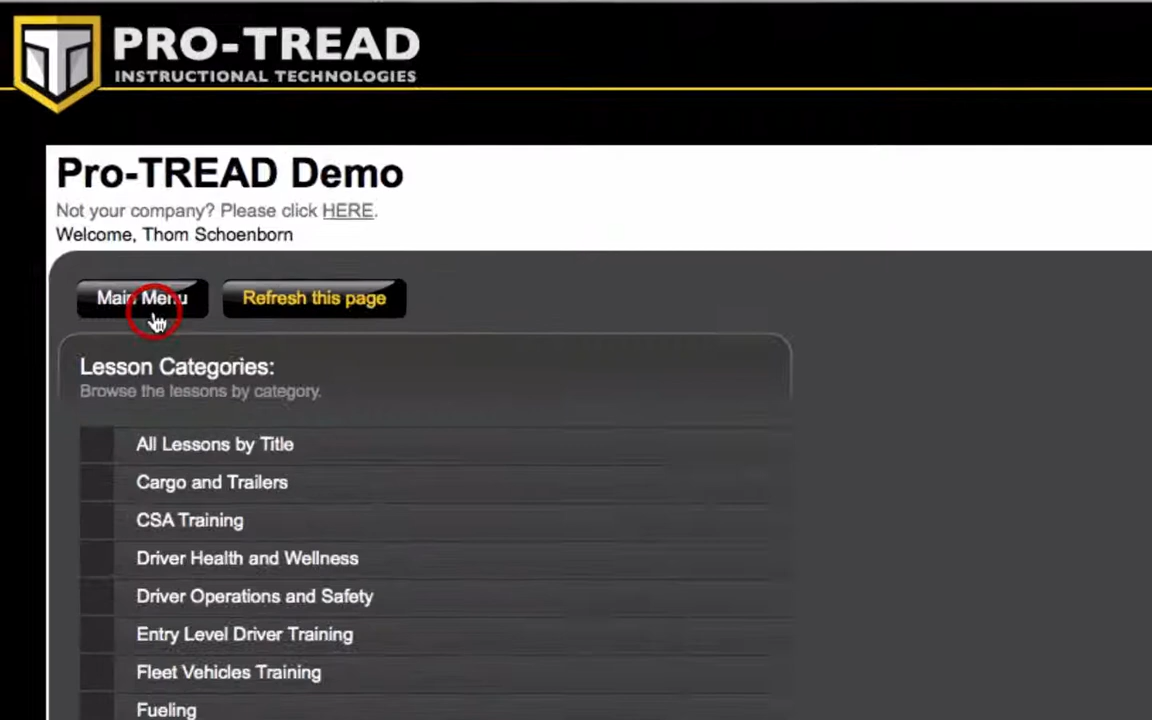 PRO-TREAD
INSTRUCTIONAL TECHNOLOGIES
Pro-TREAD Demo
Not your company? Please click HERE.
Welcome, Thom Schoenborn
Main Menu
Refresh this page
Lesson Categories:
Browse the lessons by category.
All Lessons by Title
Cargo and Trailers
CSA Training
Driver Health and Wellness
Driver Operations and Safety
Entry Level Driver Training
Fleet Vehicles Training
Fueling